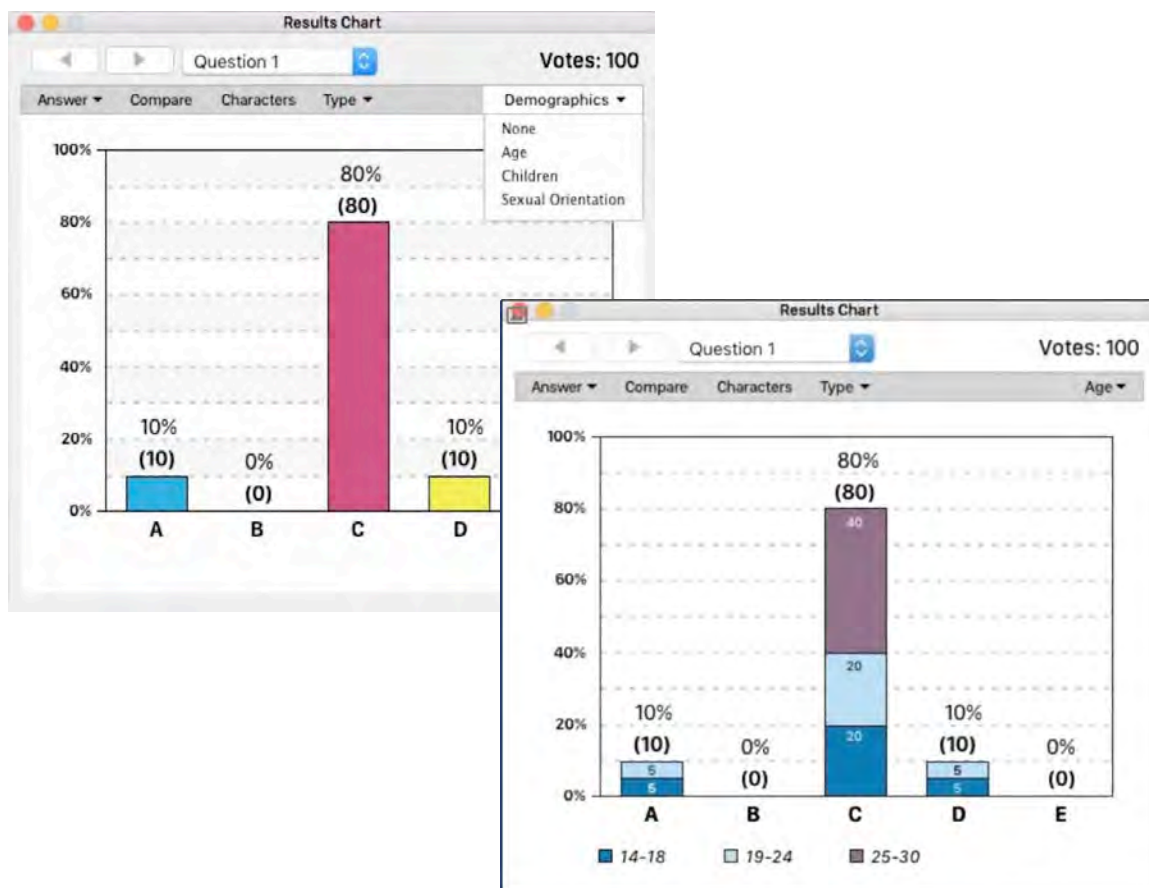 Results Chart
Question 1
Votes: 100
Answer Compare Characters Type Demographics
None
Age
Children
Sexual Orientation
100%
80%
60%
40%
20%
0%
10%
(10)
0%
(0)
80%
(80)
10%
(10)
A B C D
Results Chart
Question 1
Votes: 100
Answer Compare Characters Type Age
100%
80%
60%
40%
20%
0%
10%
(10)
5
5
0%
(0)
80%
(80)
40
20
20
10%
(10)
5
5
0%
(0)
A B C D E
14-18 19-24 25-30